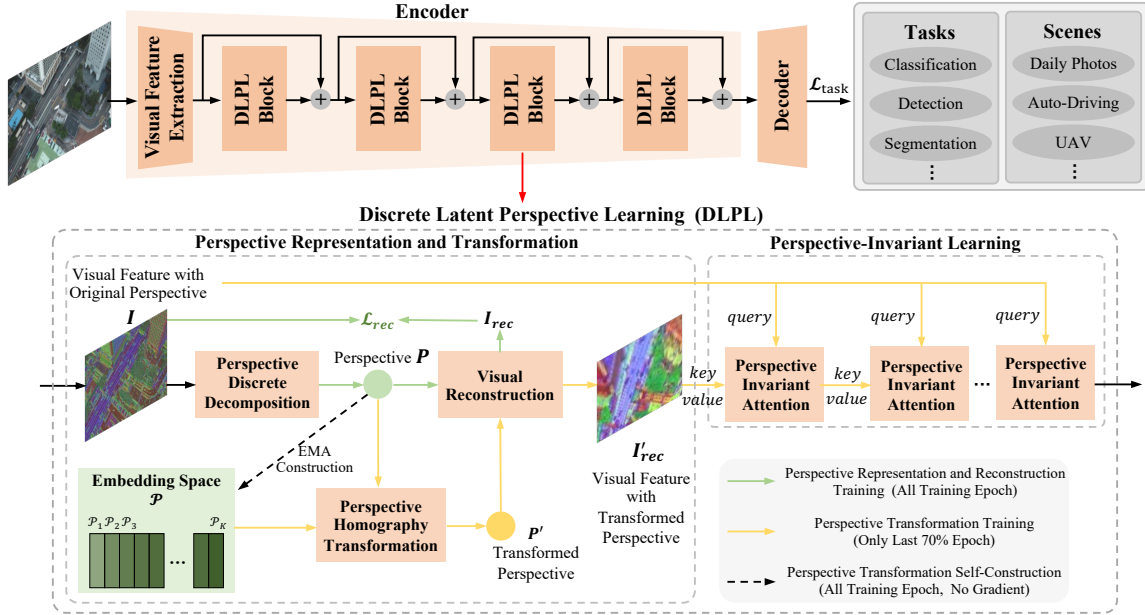 Encoder
Visual Feature
Extraction
DLPL
Block
+
DLPL
Block
+
DLPL
Block
+
DLPL
Block
+
Decoder
ℒtask
Tasks
Classification
Detection
Segmentation
⋮
Scenes
Daily Photos
Auto-Driving
UAV
⋮
Discrete Latent Perspective Learning (DLPL)
Perspective Representation and Transformation
Perspective-Invariant Learning
Visual Feature with
Original Perspective
I
ℒrec
Irec
query
query
query
Perspective
Discrete
Decomposition
Perspective P
Visual
Reconstruction
key
value
Perspective
Invariant
Attention
key
value
Perspective
Invariant
Attention
...
Perspective
Invariant
Attention
EMA
Construction
I'rec
Visual Feature
with
Transformed
Perspective
Embedding Space
𝒫
𝒫1 𝒫2 𝒫3 𝒫K
...
Perspective
Homography
Transformation
P'
Transformed
Perspective
Perspective Representation and Reconstruction
Training (All Training Epoch)
Perspective Transformation Training
(Only Last 70% Epoch)
Perspective Transformation Self-Construction
(All Training Epoch, No Gradient)